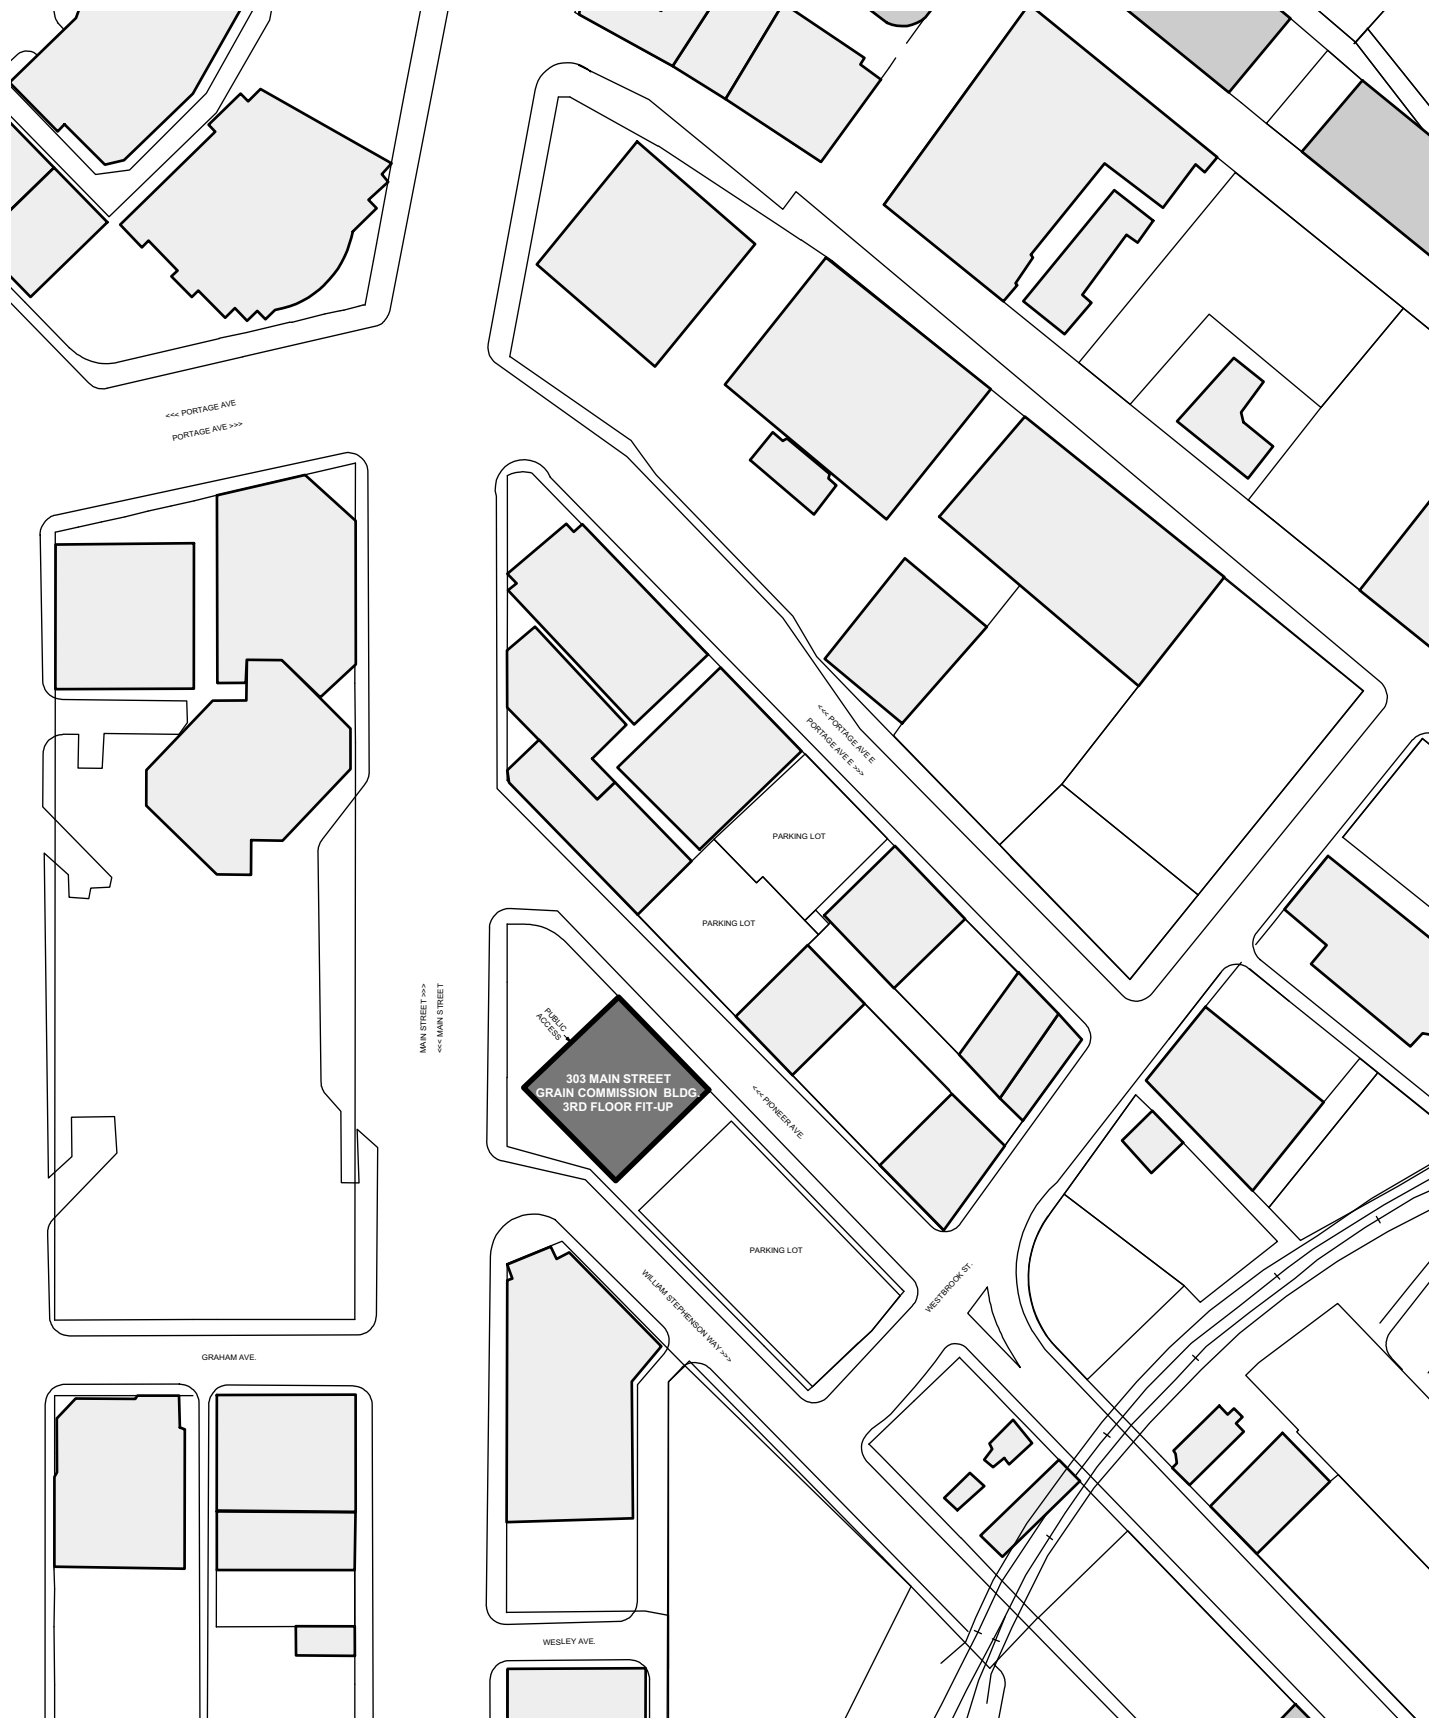 <<< PORTAGE AVE
PORTAGE AVE >>>
<<< PORTAGE AVE E
PORTAGE AVE E >>>
PARKING LOT
PARKING LOT
MAIN STREET >>>
<<< MAIN STREET
PUBLIC
ACCESS
303 MAIN STREET
GRAIN COMMISSION BLDG.
3RD FLOOR FIT-UP
<<< PIONEER AVE.
PARKING LOT
WESTBROOK ST.
WILLIAM STEPHENSON WAY >>>
GRAHAM AVE.
WESLEY AVE.